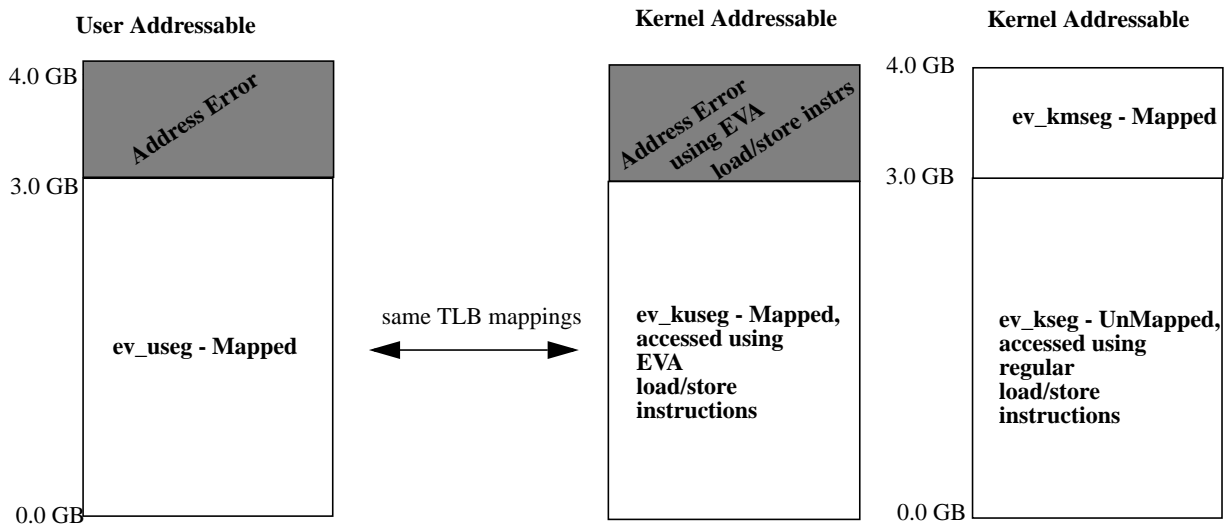 User Addressable
4.0 GB
Address Error
3.0 GB
ev_useg - Mapped
0.0 GB
same TLB mappings
Kernel Addressable
Address Error
using EVA
load/store instrs
ev_kuseg - Mapped,
accessed using
EVA
load/store
instructions
Kernel Addressable
4.0 GB
ev_kmseg - Mapped
3.0 GB
ev_kseg - UnMapped,
accessed using
regular
load/store
instructions
0.0 GB